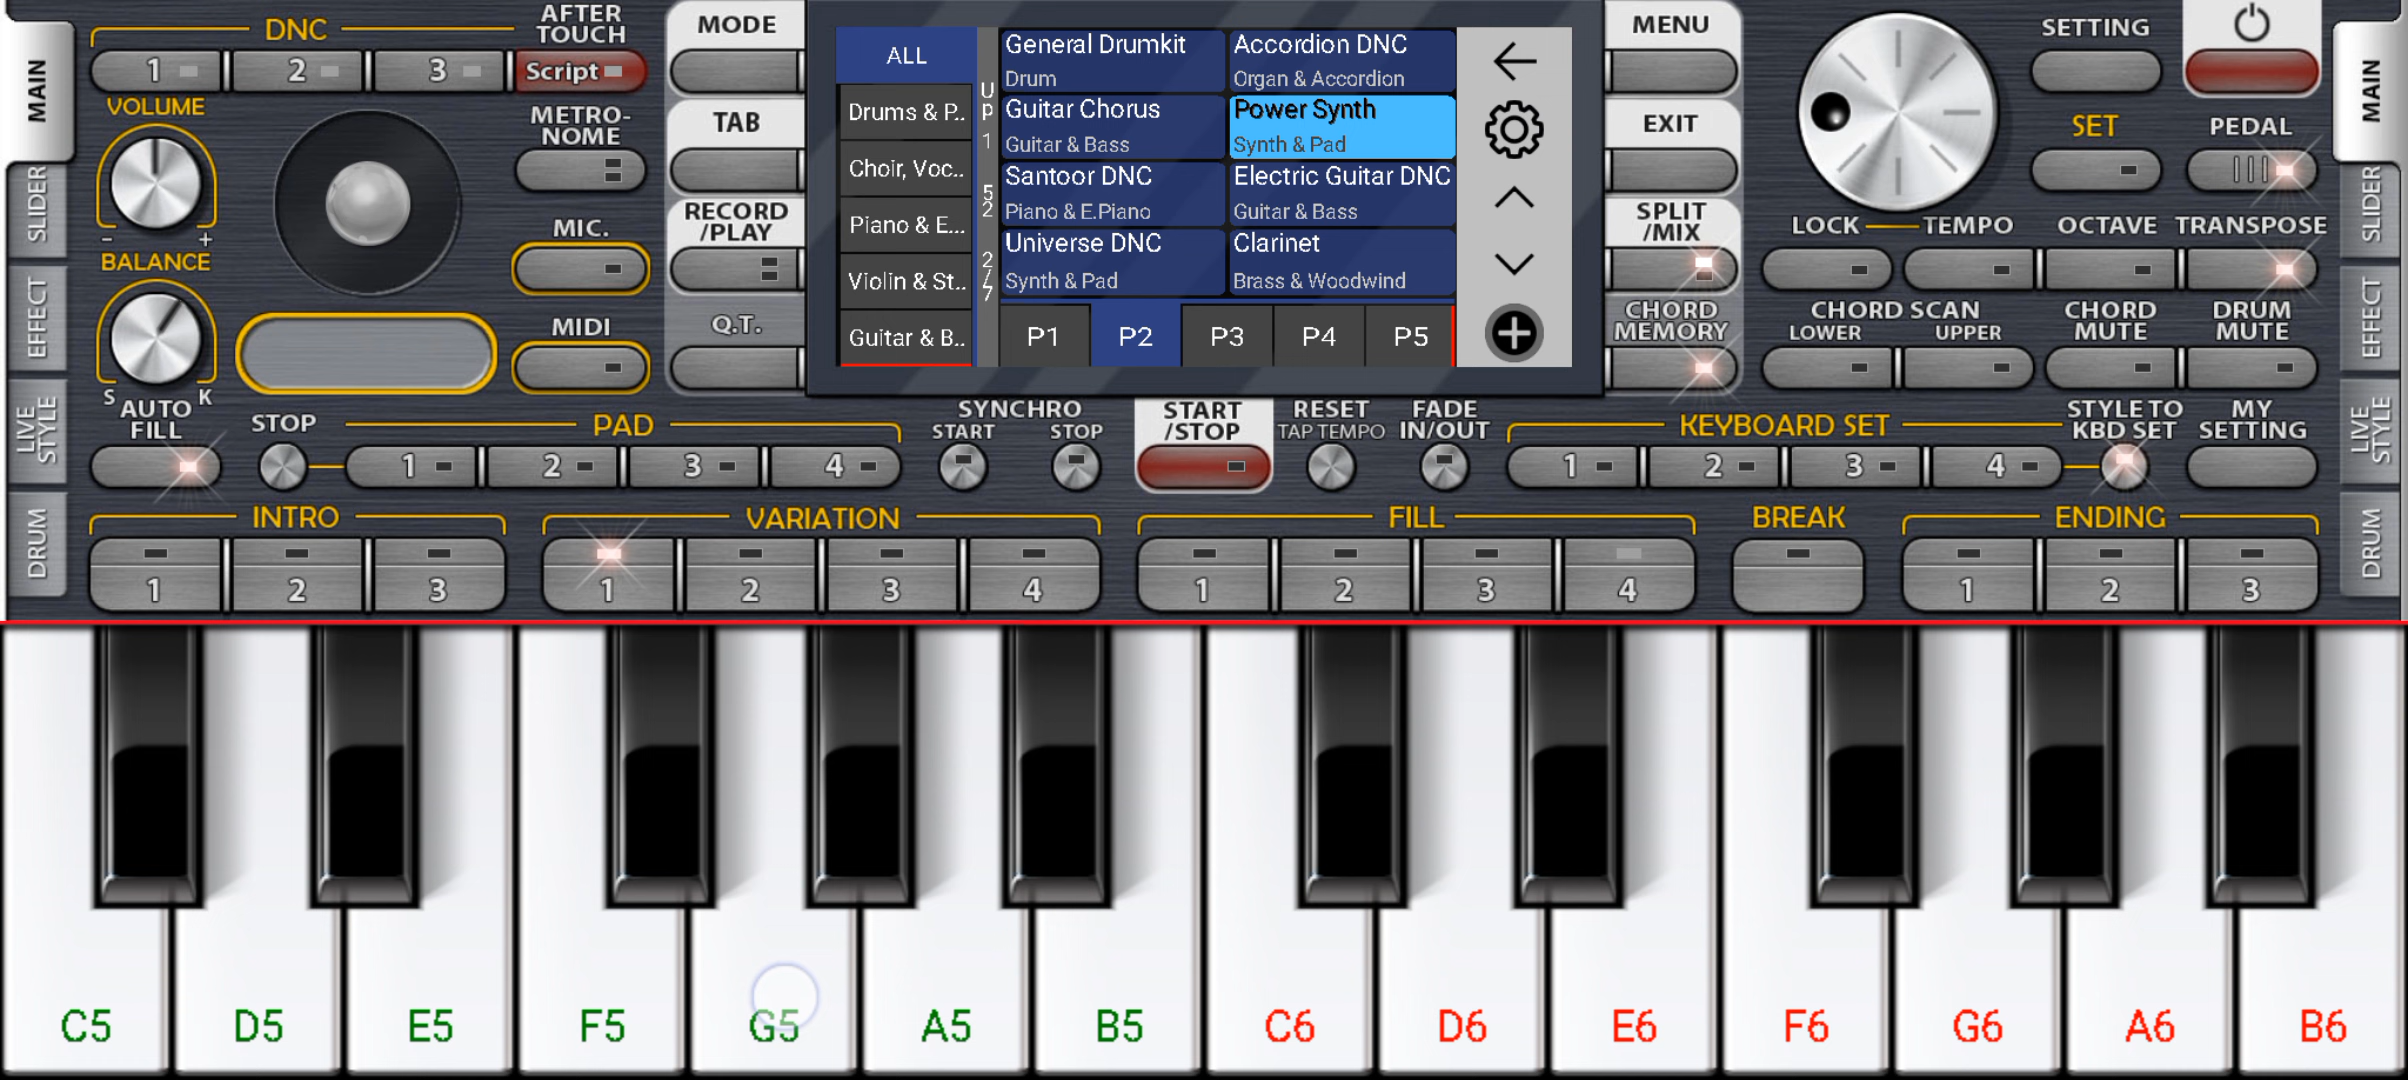 MAIN
SLIDER
EFFECT
LIVE STYLE
DRUM
DNC
1 2 3
AFTER TOUCH
Script
VOLUME
- +
BALANCE
S K
METRO-NOME
MIC.
MIDI
MODE
TAB
RECORD /PLAY
Q.T.
ALL
Drums & P..
Choir, Voc..
Piano & E...
Violin & St..
Guitar & B..
Up 1
52
2/7
General Drumkit
Drum
Accordion DNC
Organ & Accordion
Guitar Chorus
Guitar & Bass
Power Synth
Synth & Pad
Santoor DNC
Piano & E.Piano
Electric Guitar DNC
Guitar & Bass
Universe DNC
Synth & Pad
Clarinet
Brass & Woodwind
P1 P2 P3 P4 P5
MENU
EXIT
SPLIT /MIX
CHORD MEMORY
SETTING
SET
PEDAL
LOCK TEMPO OCTAVE TRANSPOSE
CHORD SCAN
LOWER UPPER
CHORD MUTE
DRUM MUTE
MAIN
SLIDER
EFFECT
LIVE STYLE
DRUM
AUTO FILL
STOP
PAD
1 2 3 4
SYNCHRO
START STOP
START /STOP
RESET
TAP TEMPO
FADE IN/OUT
KEYBOARD SET
1 2 3 4
STYLE TO KBD SET
MY SETTING
INTRO
1 2 3
VARIATION
1 2 3 4
FILL
1 2 3 4
BREAK
ENDING
1 2 3
C5 D5 E5 F5 G5 A5 B5 C6 D6 E6 F6 G6 A6 B6